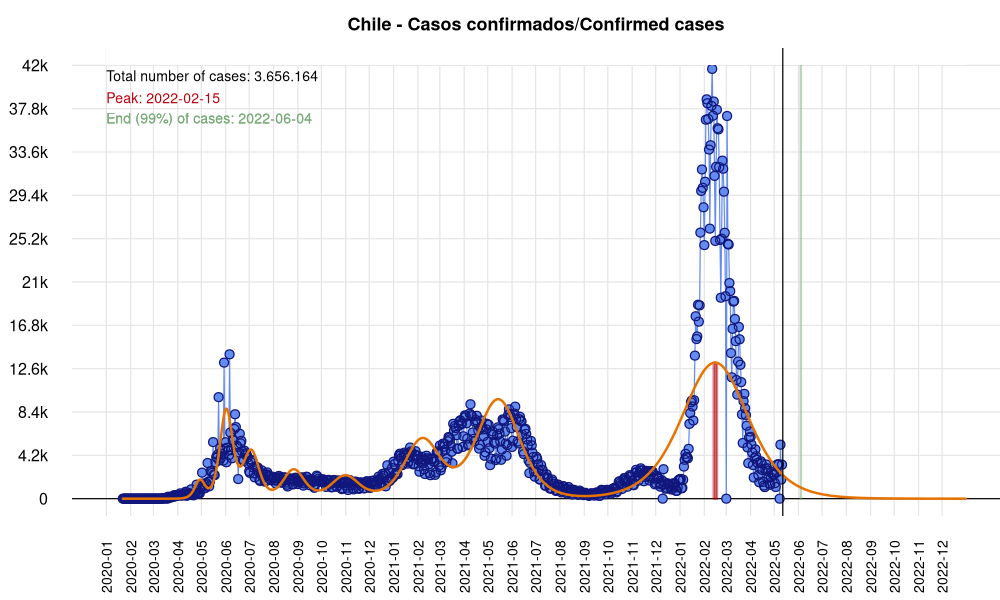 Chile - Casos confirmados/Confirmed cases
Total number of cases: 3.656.164
Peak: 2022-02-15
End (99%) of cases: 2022-06-04
42k
37.8k
33.6k
29.4k
25.2k
21k
16.8k
12.6k
8.4k
4.2k
0
2020-01
2020-02
2020-03
2020-04
2020-05
2020-06
2020-07
2020-08
2020-09
2020-10
2020-11
2020-12
2021-01
2021-02
2021-03
2021-04
2021-05
2021-06
2021-07
2021-08
2021-09
2021-10
2021-11
2021-12
2022-01
2022-02
2022-03
2022-04
2022-05
2022-06
2022-07
2022-08
2022-09
2022-10
2022-11
2022-12